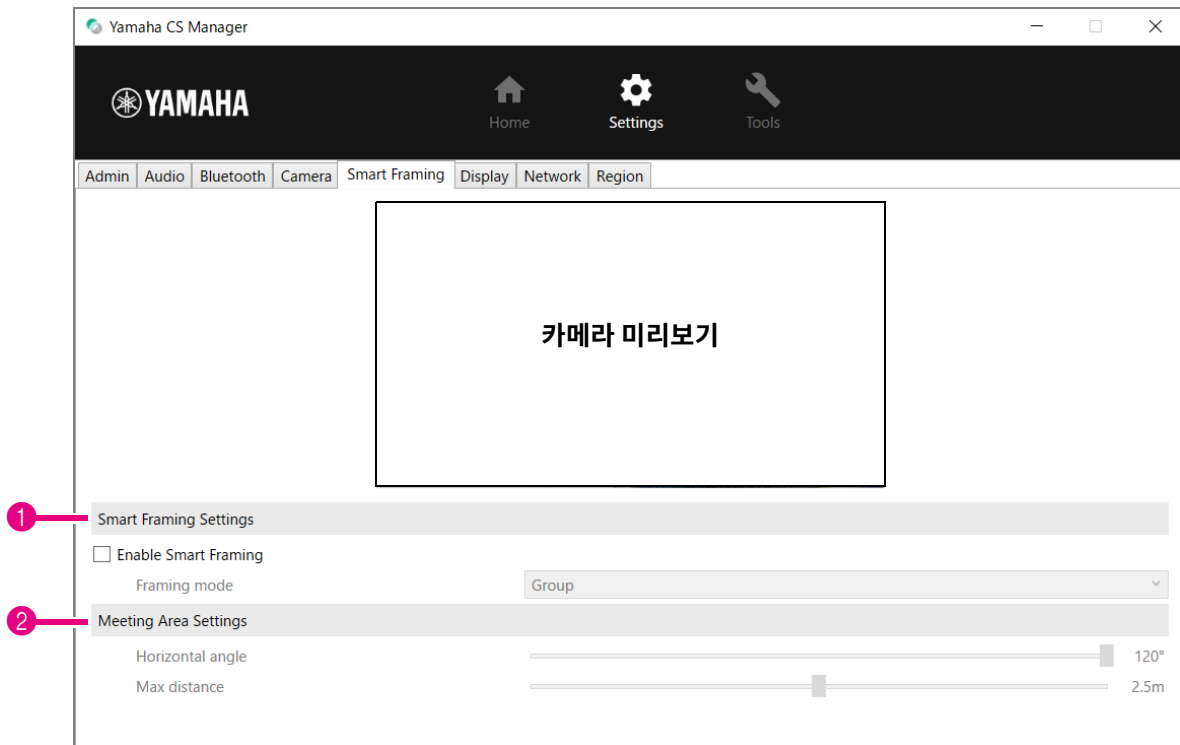 Yamaha CS Manager
YAMAHA
Home Settings Tools
Admin Audio Bluetooth Camera Smart Framing Display Network Region
카메라 미리보기
1 Smart Framing Settings
Enable Smart Framing
Framing mode Group
2 Meeting Area Settings
Horizontal angle 120°
Max distance 2.5m